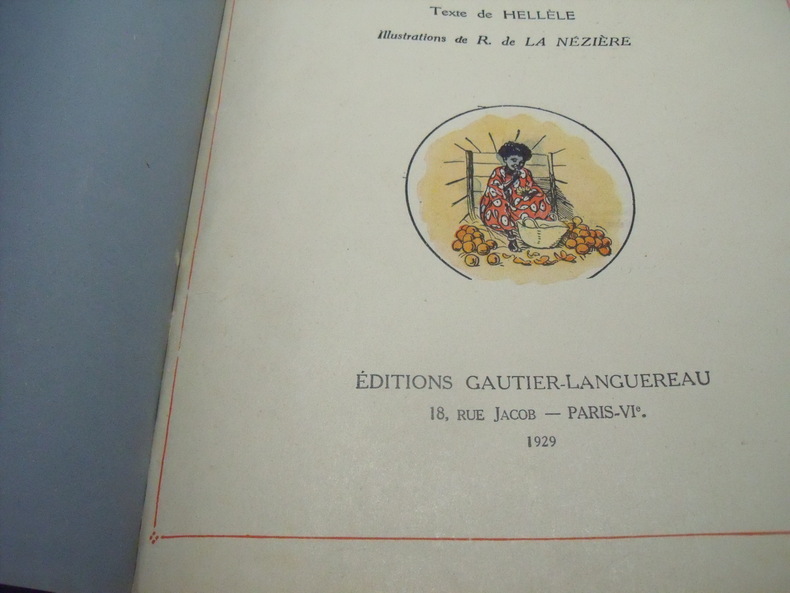 Texte de HELLÈLE
Illustrations de R. de LA NÉZIÈRE
ÉDITIONS GAUTIER-LANGUEREAU
18, RUE JACOB — PARIS-VIe.
1929